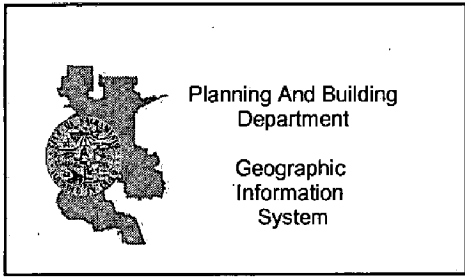 Planning And Building
Department
Geographic
Information
System